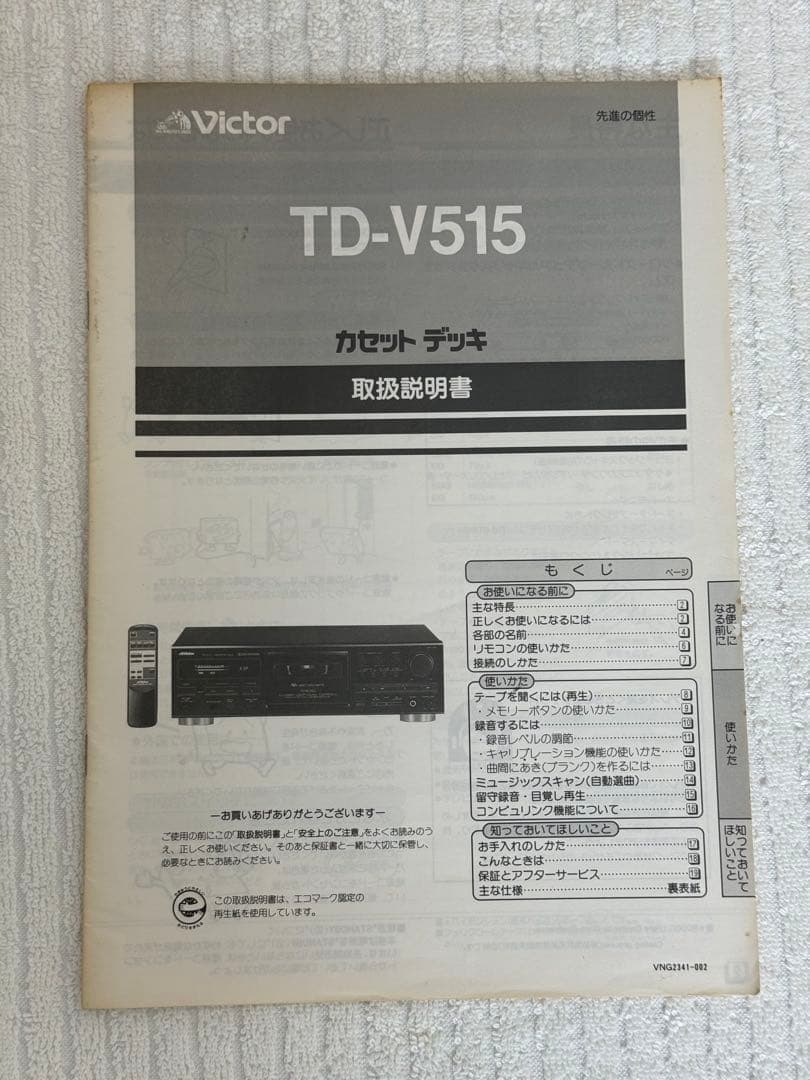 Victor
先進の個性
TD-V515
カセット デッキ
取扱説明書
もくじ ページ
お使いになる前に
主な特長 2
正しくお使いになるには 2
各部の名前 4
リモコンの使いかた 6
接続のしかた 7
使いかた
テープを聞くには(再生) 8
・メモリーボタンの使いかた 9
録音するには 10
・録音レベルの調節 11
・キャリブレーション機能の使いかた 12
・曲間にあき(ブランク)を作るには 13
ミュージックスキャン(自動選曲) 14
留守録音・目覚し再生 15
コンピュリンク機能について 16
知っておいてほしいこと
お手入れのしかた 17
こんなときは 18
保証とアフターサービス 19
主な仕様 裏表紙
お使いに
なる前に
使いかた
知っておいて
ほしいこと
―お買いあげありがとうございます―
ご使用の前にこの「取扱説明書」と「安全上のご注意」をよくお読みのう
え、正しくお使いください。そのあと保証書と一緒に大切に保管し、
必要なときにお読みください。
この取扱説明書は、エコマーク認定の
再生紙を使用しています。
VNG2341-002